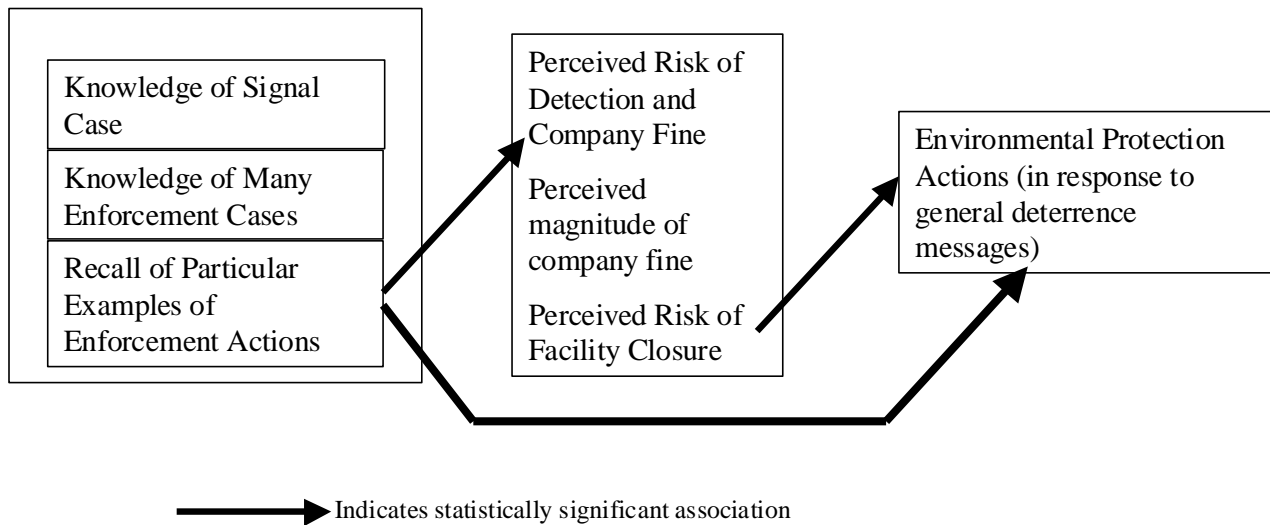 Knowledge of Signal
Case
Knowledge of Many
Enforcement Cases
Recall of Particular
Examples of
Enforcement Actions
Perceived Risk of
Detection and
Company Fine
Perceived
magnitude of
company fine
Perceived Risk of
Facility Closure
Environmental Protection
Actions (in response to
general deterrence
messages)
Indicates statistically significant association